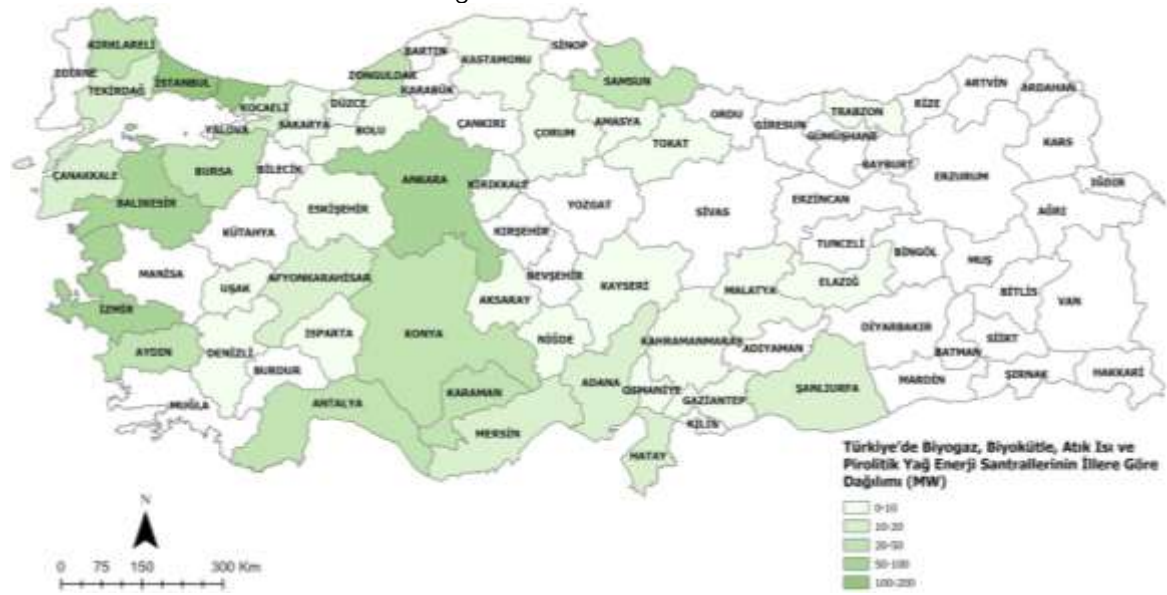 KIRKLARELİ
EDİRNE
TEKİRDAĞ
İSTANBUL
KOCAELİ
YALOVA
SAKARYA
DÜZCE
BOLU
ZONGULDAK
BARTIN
KARABÜK
KASTAMONU
SİNOP
SAMSUN
ÇANKIRI
ÇORUM
AMASYA
TOKAT
ORDU
GİRESUN
TRABZON
GÜMÜŞHANE
BAYBURT
RİZE
ARTVİN
ARDAHAN
KARS
IĞDIR
AĞRI
ERZURUM
ERZİNCAN
ÇANAKKALE
BALIKESİR
BURSA
BİLECİK
ESKİŞEHİR
ANKARA
KIRIKKALE
YOZGAT
SİVAS
KÜTAHYA
KIRŞEHİR
NEVŞEHİR
TUNCELİ
BİNGÖL
MUŞ
BİTLİS
VAN
MANİSA
UŞAK
AFYONKARAHİSAR
AKSARAY
KAYSERİ
MALATYA
ELAZIĞ
İZMİR
AYDIN
DENİZLİ
ISPARTA
BURDUR
KONYA
NİĞDE
KAHRAMANMARAŞ
ADIYAMAN
DİYARBAKIR
BATMAN
SİİRT
ŞIRNAK
HAKKARİ
MARDİN
ŞANLIURFA
MUĞLA
ANTALYA
KARAMAN
MERSİN
ADANA
OSMANİYE
GAZİANTEP
KİLİS
HATAY
Türkiye'de Biyogaz, Biyokütle, Atık Isı ve
Pirolitik Yağ Enerji Santrallerinin İllere Göre
Dağılımı (MW)
0-10
10-20
20-50
50-100
100-200
N
0 75 150 300 Km